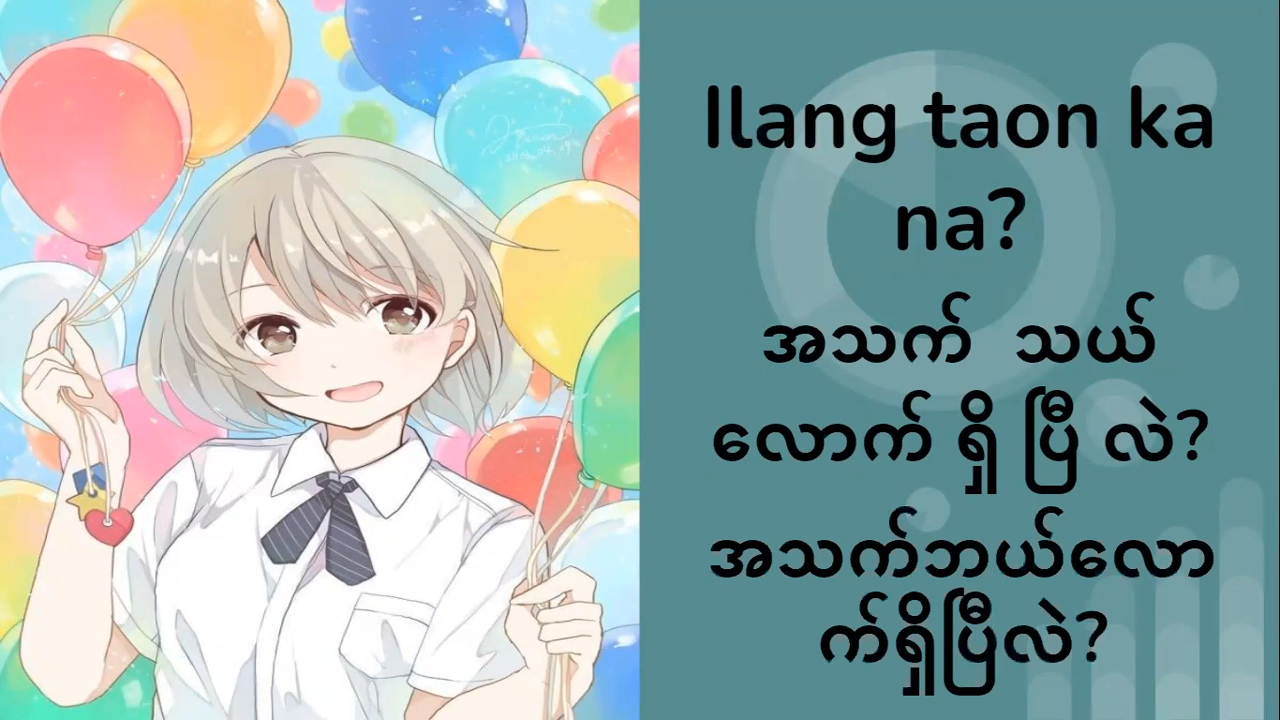 Ilang taon ka
na?
အသက် သယ်
လောက် ရှိ ပြီ လဲ?
အသက်ဘယ်လော
က်ရှိပြီလဲ?